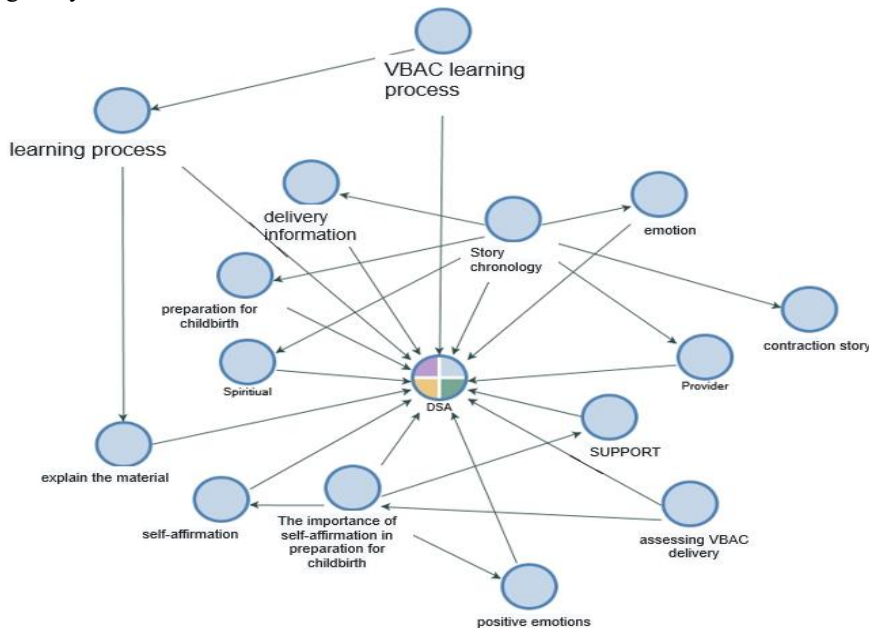 VBAC learning
process
learning process
delivery
information
Story
chronology
emotion
preparation for
childbirth
contraction story
Spiritiual
DSA
Provider
SUPPORT
explain the material
self-affirmation
The importance of
self-affirmation in
preparation for
childbirth
assessing VBAC
delivery
positive emotions